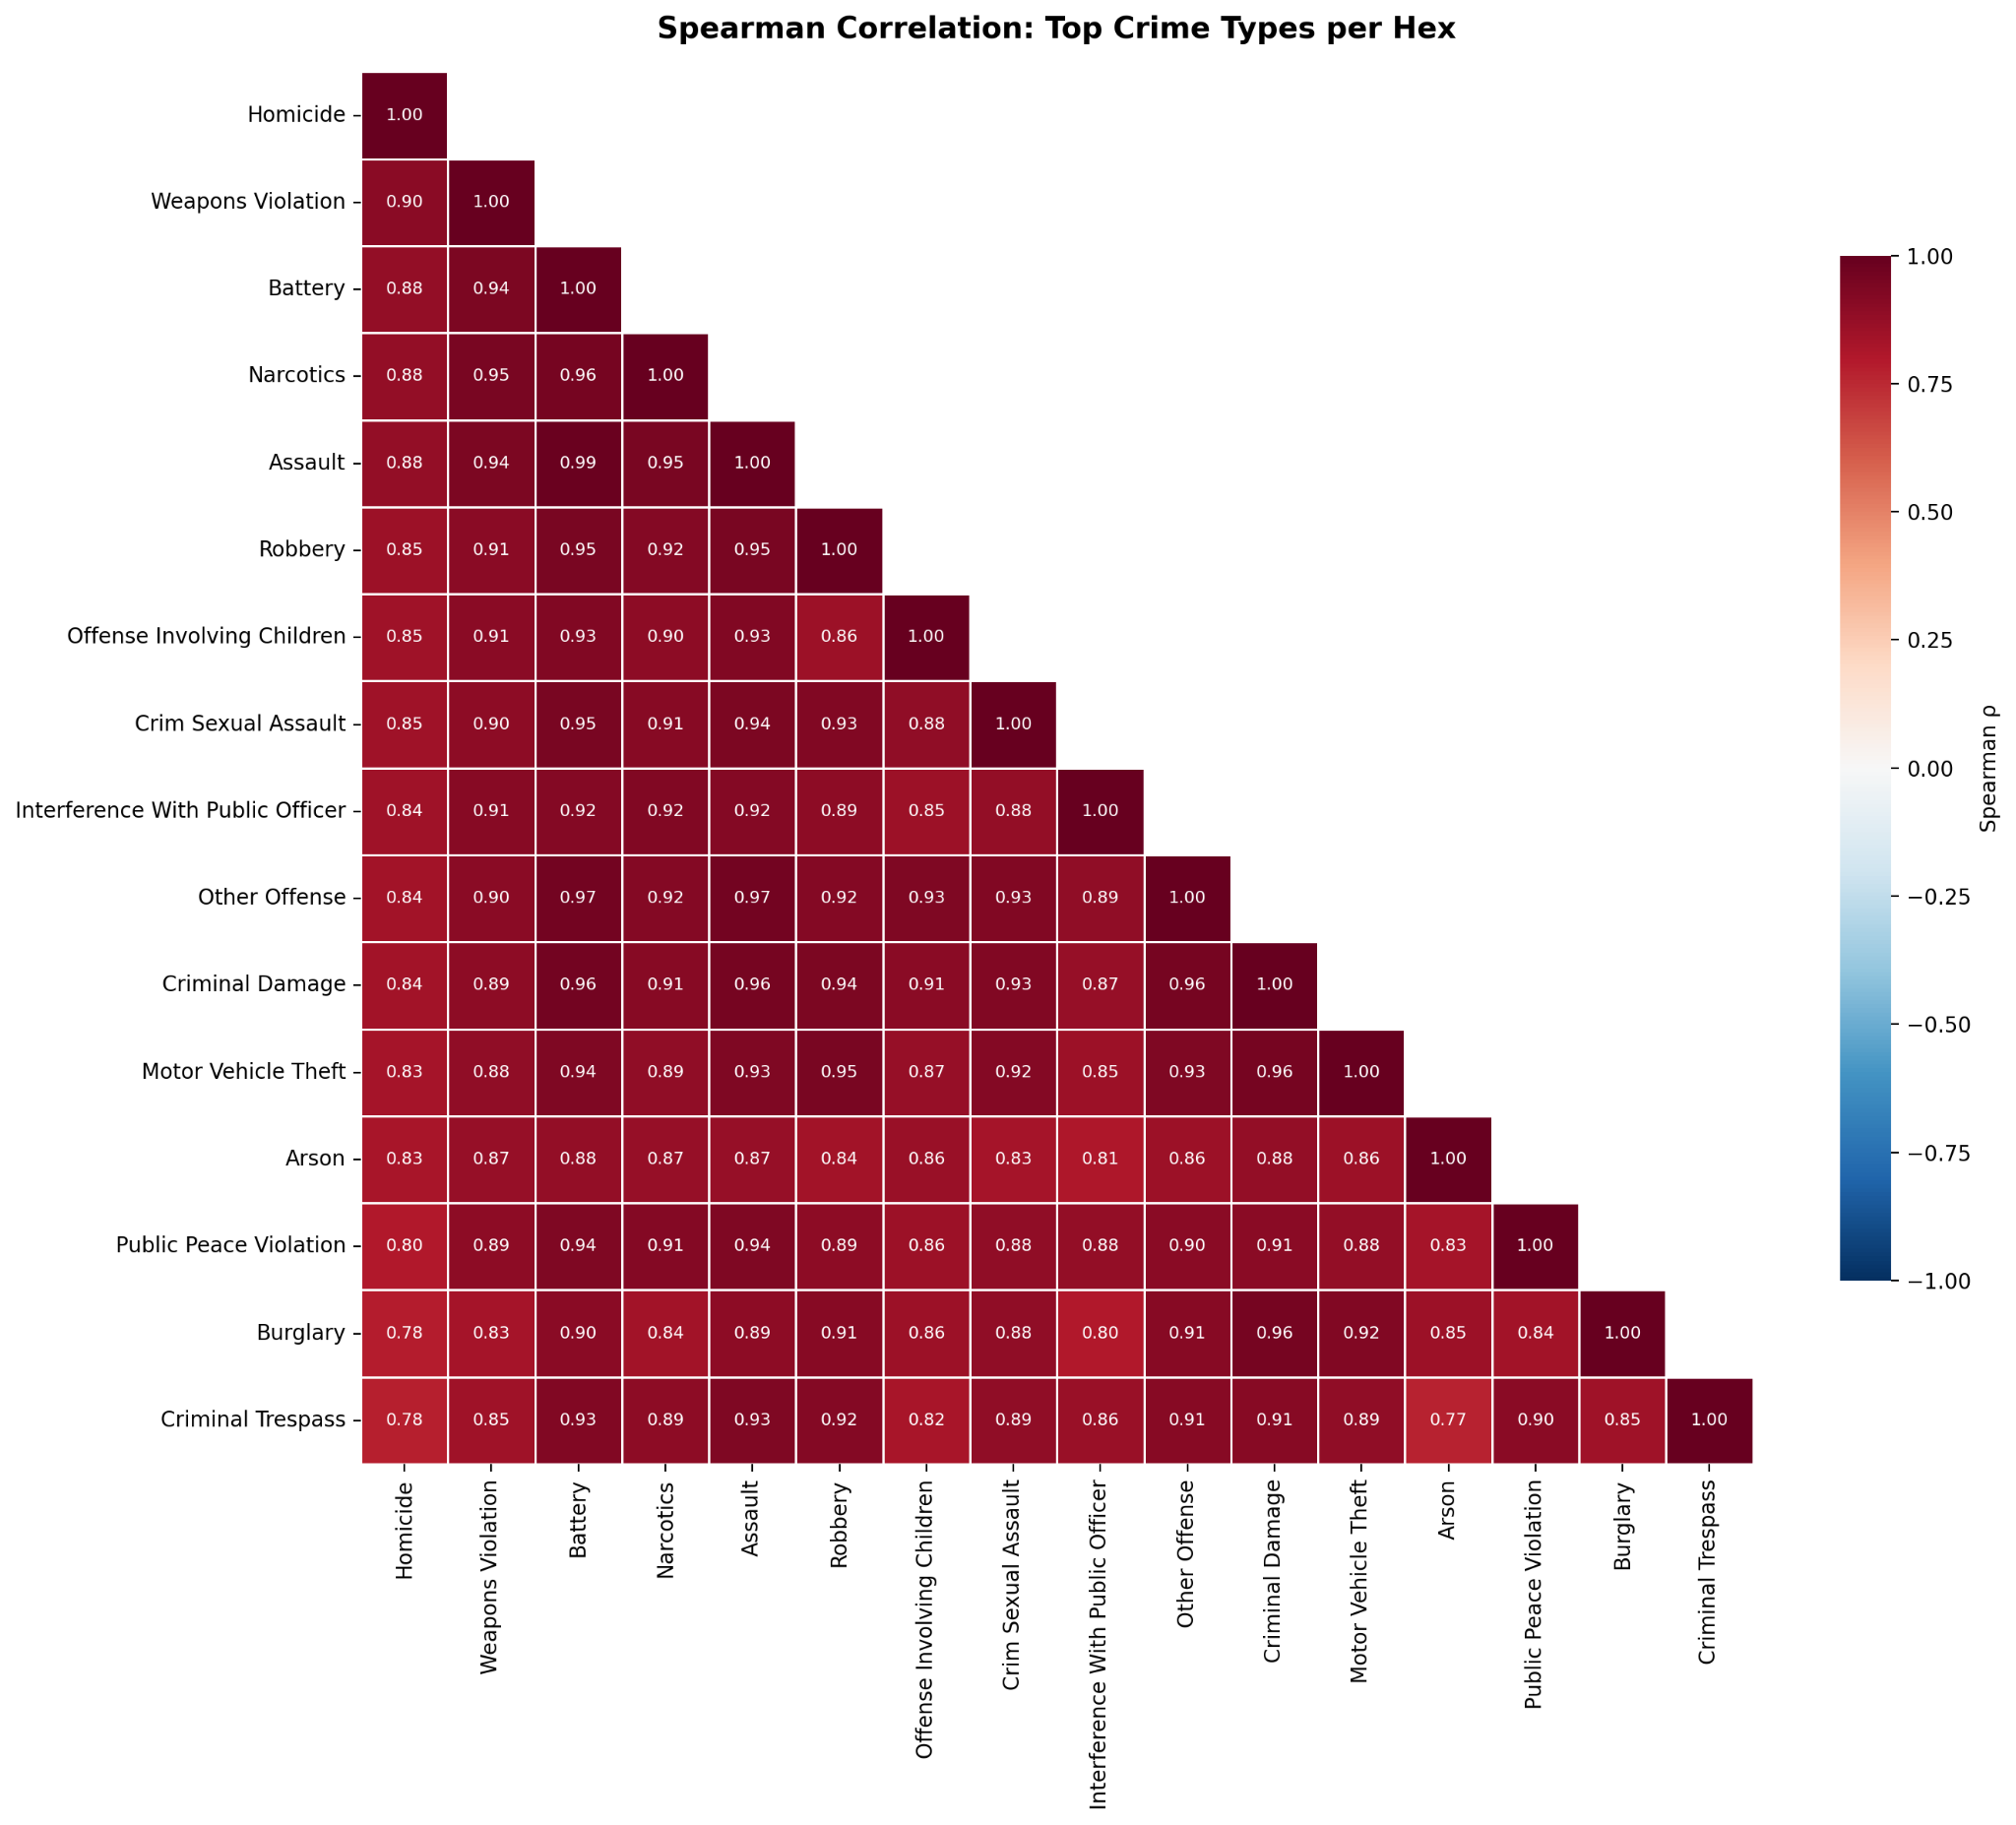 Spearman Correlation: Top Crime Types per Hex
Homicide 1.00
Weapons Violation 0.90 1.00
Battery 0.88 0.94 1.00
Narcotics 0.88 0.95 0.96 1.00
Assault 0.88 0.94 0.99 0.95 1.00
Robbery 0.85 0.91 0.95 0.92 0.95 1.00
Offense Involving Children 0.85 0.91 0.93 0.90 0.93 0.86 1.00
Crim Sexual Assault 0.85 0.90 0.95 0.91 0.94 0.93 0.88 1.00
Interference With Public Officer 0.84 0.91 0.92 0.92 0.92 0.89 0.85 0.88 1.00
Other Offense 0.84 0.90 0.97 0.92 0.97 0.92 0.93 0.93 0.89 1.00
Criminal Damage 0.84 0.89 0.96 0.91 0.96 0.94 0.91 0.93 0.87 0.96 1.00
Motor Vehicle Theft 0.83 0.88 0.94 0.89 0.93 0.95 0.87 0.92 0.85 0.93 0.96 1.00
Arson 0.83 0.87 0.88 0.87 0.87 0.84 0.86 0.83 0.81 0.86 0.88 0.86 1.00
Public Peace Violation 0.80 0.89 0.94 0.91 0.94 0.89 0.86 0.88 0.88 0.90 0.91 0.88 0.83 1.00
Burglary 0.78 0.83 0.90 0.84 0.89 0.91 0.86 0.88 0.80 0.91 0.96 0.92 0.85 0.84 1.00
Criminal Trespass 0.78 0.85 0.93 0.89 0.93 0.92 0.82 0.89 0.86 0.91 0.91 0.89 0.77 0.90 0.85 1.00
Homicide
Weapons Violation
Battery
Narcotics
Assault
Robbery
Offense Involving Children
Crim Sexual Assault
Interference With Public Officer
Other Offense
Criminal Damage
Motor Vehicle Theft
Arson
Public Peace Violation
Burglary
Criminal Trespass
1.00
0.75
0.50
0.25
0.00
−0.25
−0.50
−0.75
−1.00
Spearman ρ